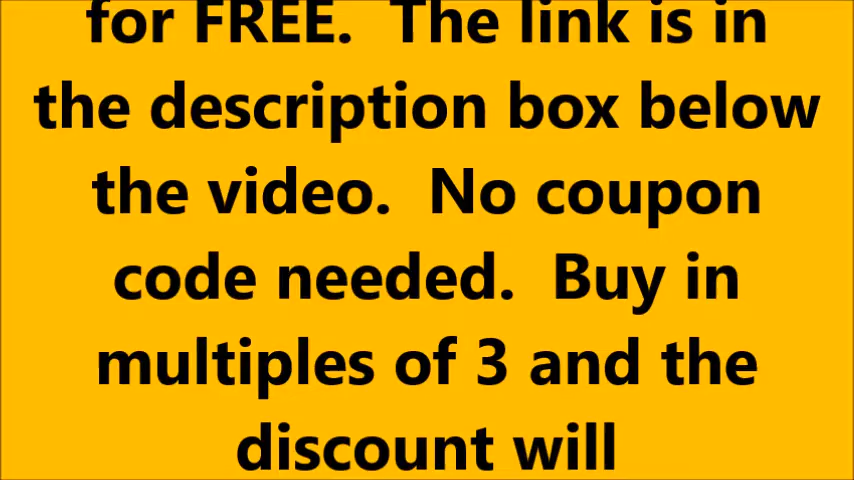 for FREE.  The link is in
the description box below
the video.  No coupon
code needed.  Buy in
multiples of 3 and the
discount will